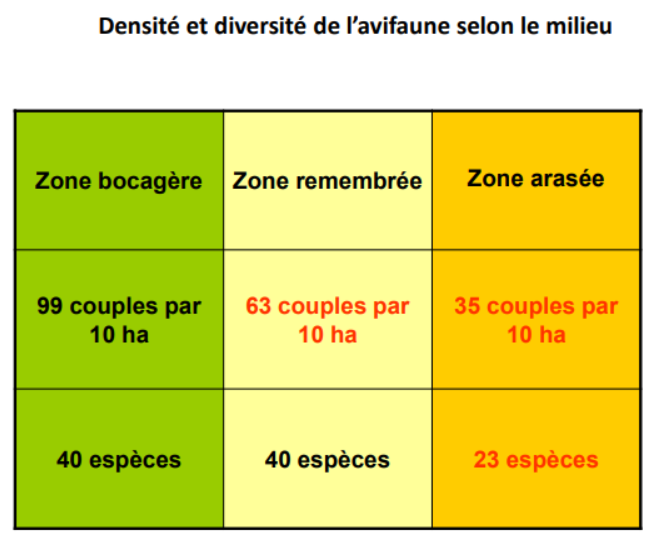 Densité et diversité de l'avifaune selon le milieu
Zone bocagère
Zone remembrée
Zone arasée
99 couples par
10 ha
63 couples par
10 ha
35 couples par
10 ha
40 espèces
40 espèces
23 espèces